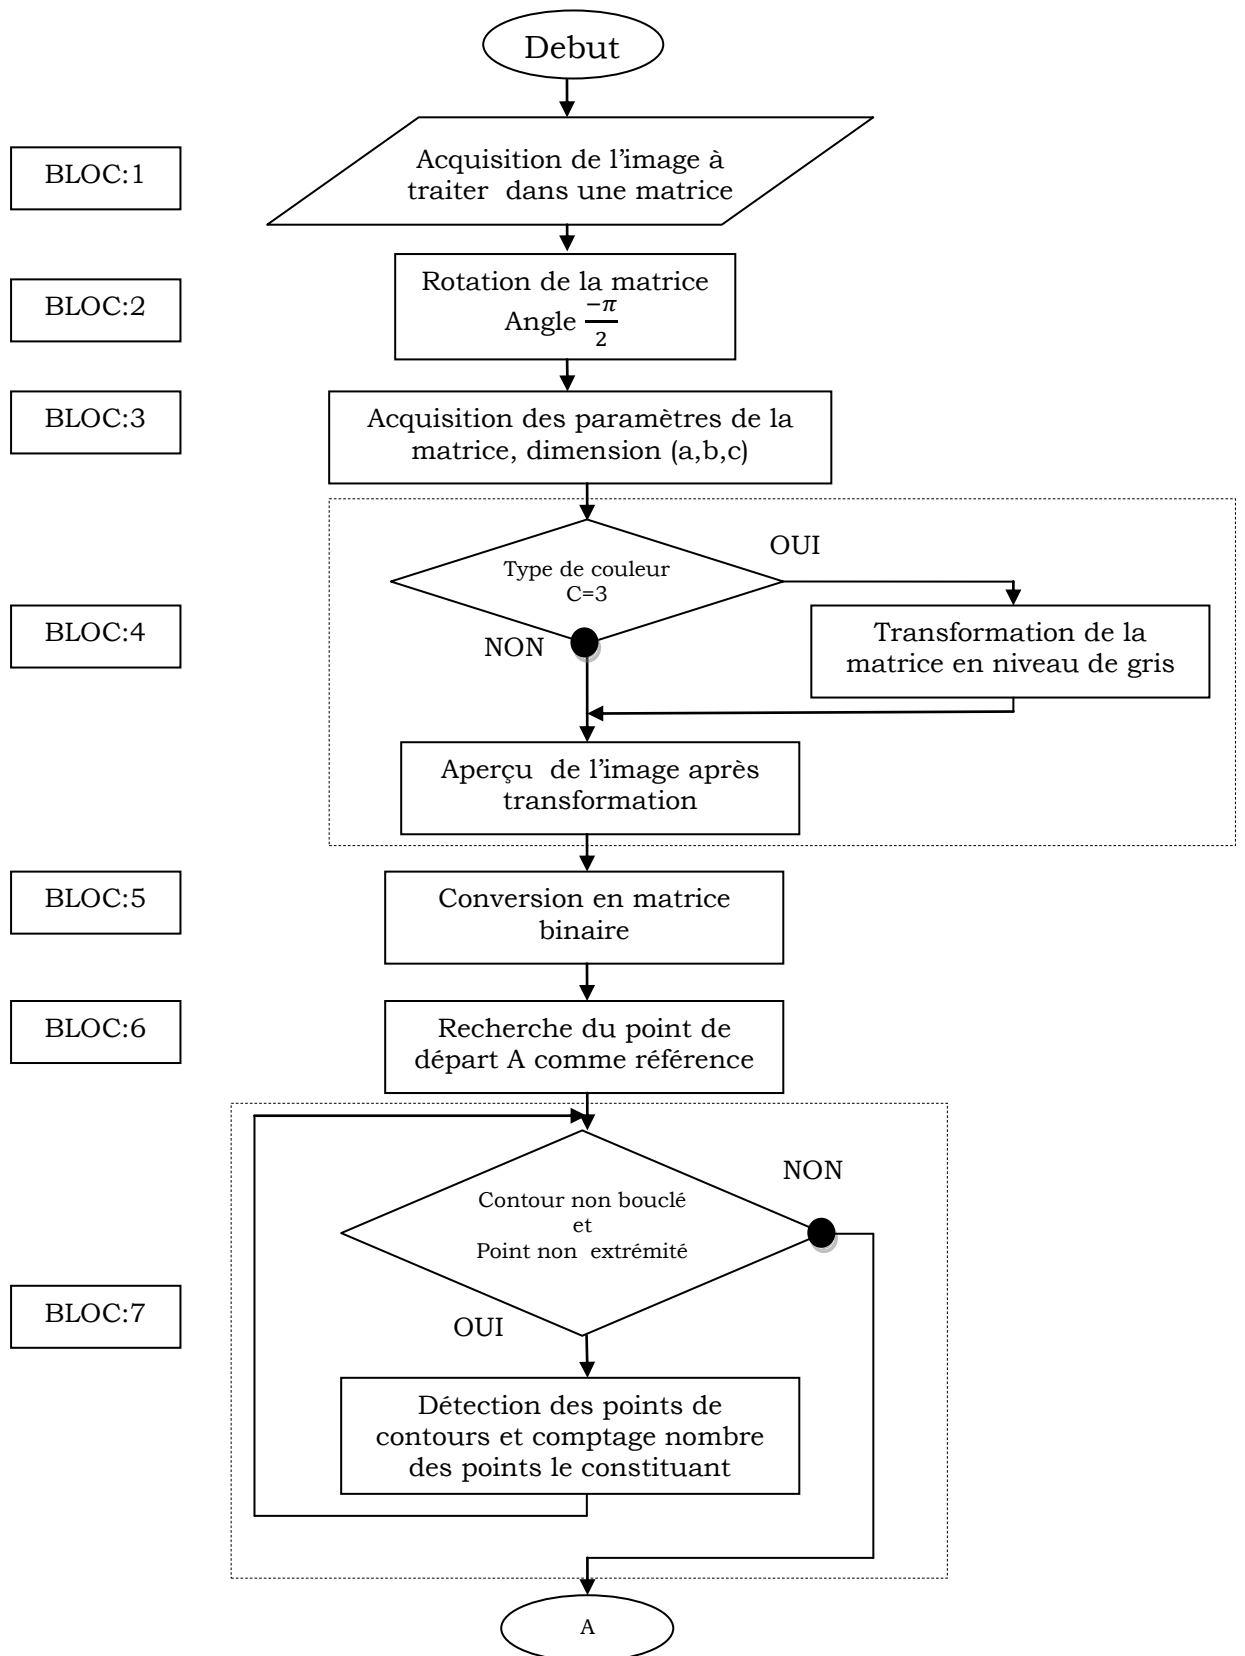 Debut
BLOC:1
Acquisition de l'image à
traiter dans une matrice
BLOC:2
Rotation de la matrice
Angle −π/2
BLOC:3
Acquisition des paramètres de la
matrice, dimension (a,b,c)
OUI
Type de couleur
C=3
NON
BLOC:4
Transformation de la
matrice en niveau de gris
Aperçu de l'image après
transformation
BLOC:5
Conversion en matrice
binaire
BLOC:6
Recherche du point de
départ A comme référence
NON
Contour non bouclé
et
Point non extrémité
BLOC:7
OUI
Détection des points de
contours et comptage nombre
des points le constituant
A